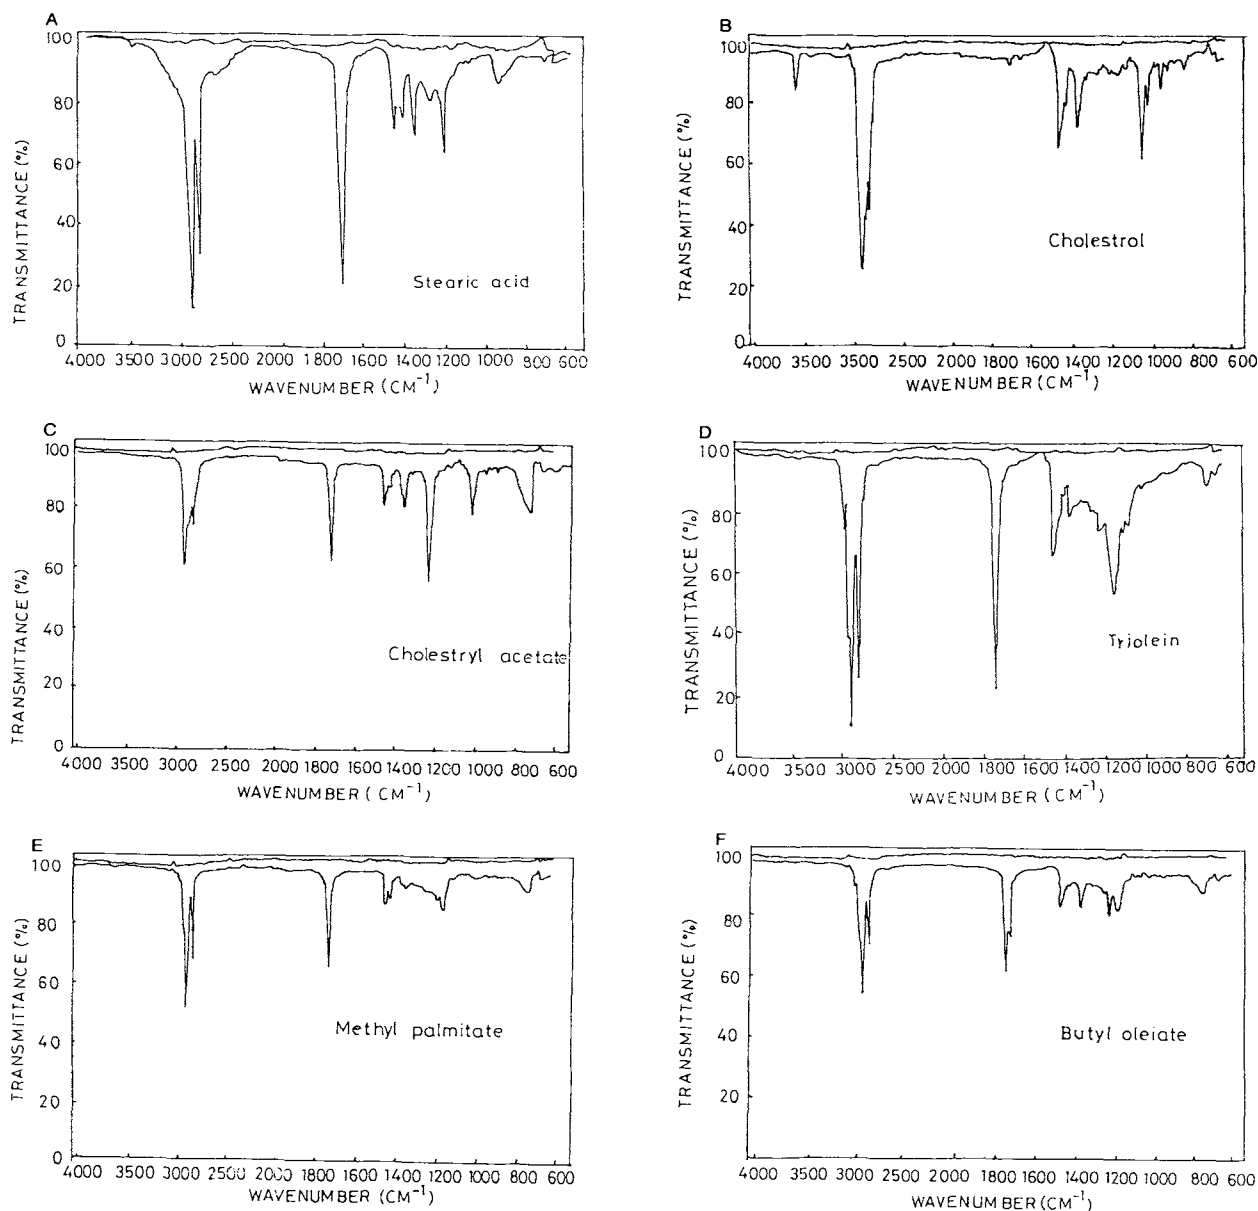 A
100
80
60
40
20
0
TRANSMITTANCE (%)
Stearic acid
4000 3500 3000 2500 2000 1700 1600 1400 1200 1000 800 600
WAVENUMBER (CM⁻¹)
B
100
80
60
40
20
0
TRANSMITTANCE (%)
Cholestrol
4000 3500 3500 2500 2000 1800 1600 1400 1200 1000 800 600
WAVENUMBER (CM⁻¹)
C
100
80
60
40
20
0
TRANSMITTANCE (%)
Cholestryl acetate
4000 3500 3000 2500 2000 1800 1700 1600 1400 1200 1000 800 600
WAVENUMBER (CM⁻¹)
D
100
80
60
40
20
0
TRANSMITTANCE (%)
Triolein
4000 3500 3000 2500 2000 1800 1600 1400 1200 1000 800 600
WAVENUMBER (CM⁻¹)
E
100
80
60
40
20
0
TRANSMITTANCE (%)
Methyl palmitate
4000 3500 3000 2500 2000 1800 1600 1400 1200 1000 800 600
WAVENUMBER (CM⁻¹)
F
100
80
60
40
20
TRANSMITTANCE (%)
Butyl oleiate
4000 3500 3000 2500 2000 1800 1600 1400 1200 1000 800 600
WAVENUMBER (CM⁻¹)